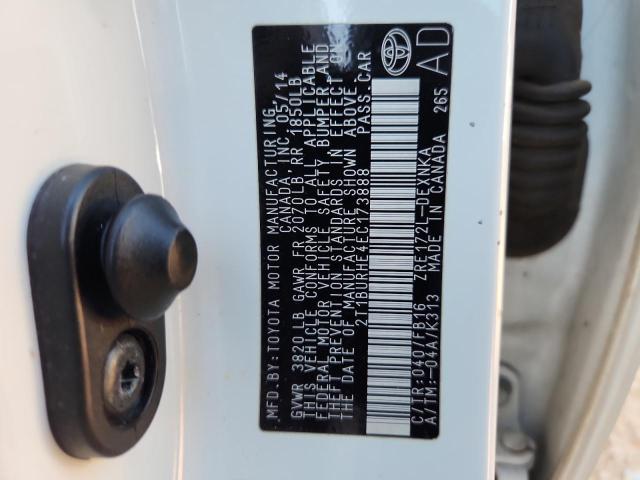 MFD.BY:TOYOTA MOTOR MANUFACTURING
CANADA, INC. 05/14
GVWR 3820LB GAWR FR 2070LB RR 1850LB
THIS VEHICLE CONFORMS TO ALL APPLICABLE
FEDERAL MOTOR VEHICLE SAFETY, BUMPER, AND
THEFT PREVENTION STANDARDS IN EFFECT ON
THE DATE OF MANUFACTURE SHOWN ABOVE.
2T1BURHE4EC173888 PASS.CAR
C/TR:040/FB16 ZRE172L-DEXNKA
A/TM:-04A/K313 MADE IN CANADA 265
AD